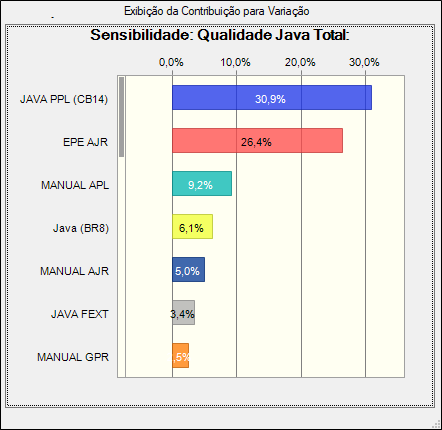 Exibição da Contribuição para Variação
Sensibilidade: Qualidade Java Total:
0,0% 10,0% 20,0% 30,0%
JAVA PPL (CB14) 30,9%
EPE AJR 26,4%
MANUAL APL 9,2%
Java (BR8) 6,1%
MANUAL AJR 5,0%
JAVA FEXT 3,4%
MANUAL GPR ,5%